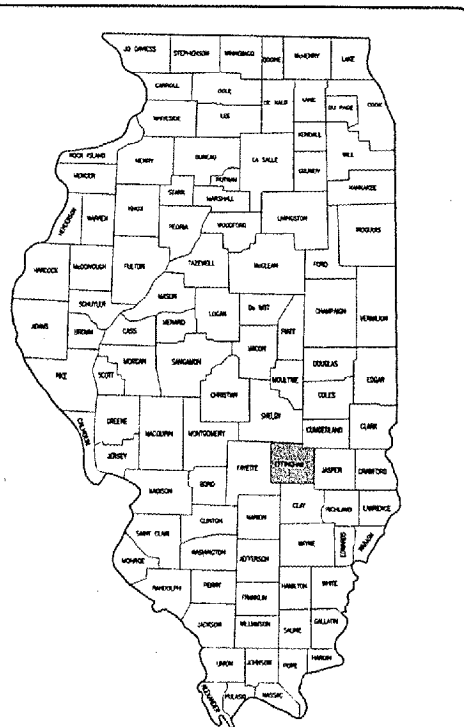 JO DAVIESS STEPHENSON WINNEBAGO BOONE McHENRY LAKE
CARROLL OGLE DE KALB KANE DU PAGE COOK
WHITESIDE LEE KENDALL WILL
ROCK ISLAND HENRY BUREAU LA SALLE GRUNDY
MERCER PUTNAM KANKAKEE
HENDERSON WARREN KNOX STARK MARSHALL LIVINGSTON
PEORIA WOODFORD IROQUOIS
HANCOCK McDONOUGH FULTON TAZEWELL McCLEAN FORD
SCHUYLER MASON LOGAN DE WITT CHAMPAIGN VERMILION
ADAMS BROWN CASS MENARD PIATT
PIKE SCOTT MORGAN SANGAMON MACON DOUGLAS EDGAR
CHRISTIAN MOULTRIE COLES
CALHOUN GREENE MACOUPIN MONTGOMERY SHELBY CUMBERLAND CLARK
JERSEY FAYETTE EFFINGHAM JASPER CRAWFORD
MADISON BOND CLAY RICHLAND LAWRENCE
CLINTON MARION
SAINT CLAIR WASHINGTON JEFFERSON WAYNE EDWARDS WABASH
MONROE RANDOLPH PERRY HAMILTON WHITE
FRANKLIN
JACKSON WILLIAMSON SALINE GALLATIN
UNION JOHNSON POPE HARDIN
ALEXANDER PULASKI MASSAC